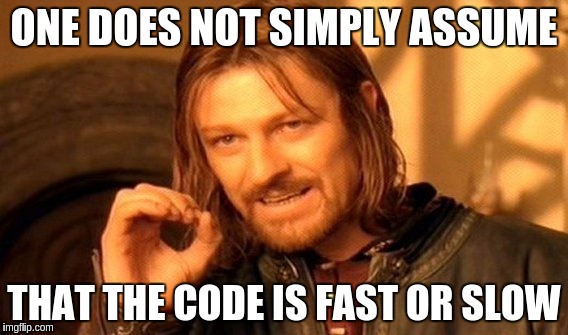 ONE DOES NOT SIMPLY ASSUME
THAT THE CODE IS FAST OR SLOW
imgflip.com